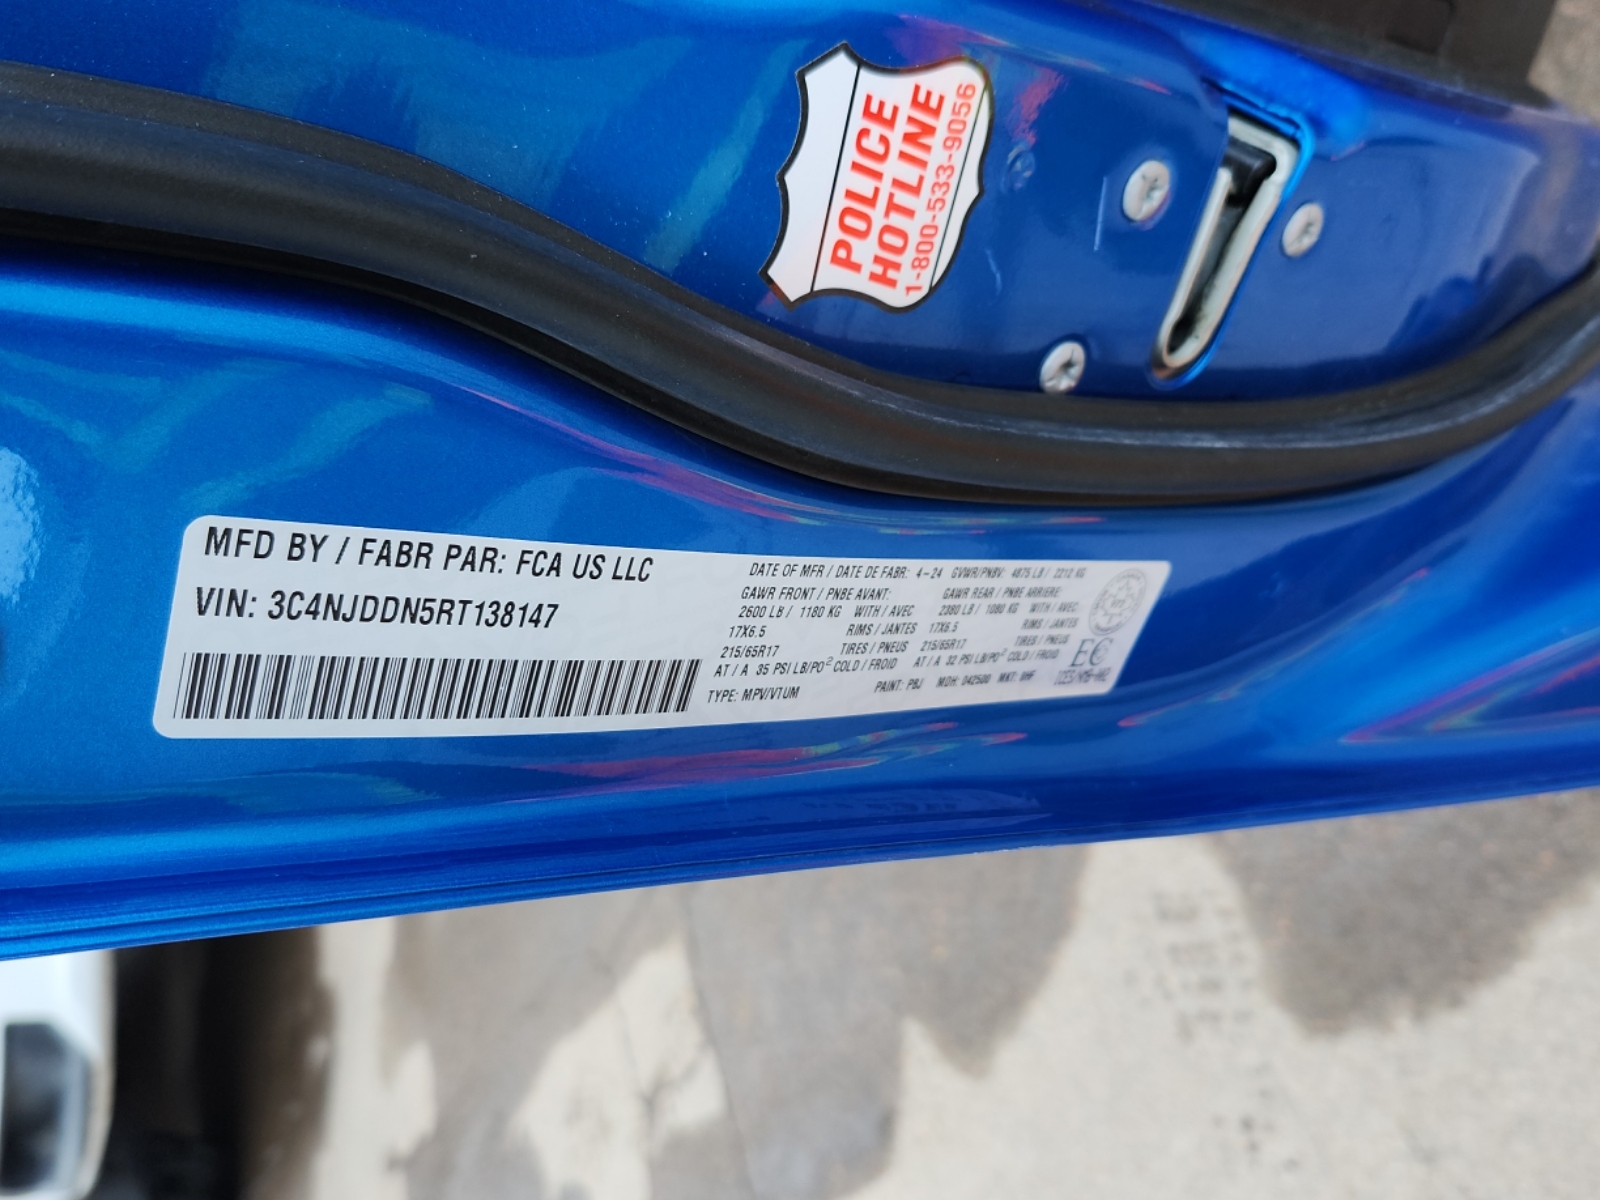 POLICE
HOTLINE
1-800-533-9056
MFD BY / FABR PAR: FCA US LLC
VIN: 3C4NJDDN5RT138147
DATE OF MFR / DATE DE FABR: 4-24 GVWR/PNBV: 4875 LB / 2212 KG
GAWR FRONT / PNBE AVANT: GAWR REAR / PNBE ARRIERE:
2600 LB / 1180 KG WITH / AVEC 2380 LB / 1080 KG WITH / AVEC
17X6.5 RIMS / JANTES 17X6.5 RIMS / JANTES
215/65R17 TIRES / PNEUS 215/65R17 TIRES / PNEUS
AT / A 35 PSI LB/PO² COLD / FROID AT / A 32 PSI LB/PO² COLD / FROID
TYPE: MPV/VTUM PAINT: PBJ MDH: 042500 MKT: UHF
EC